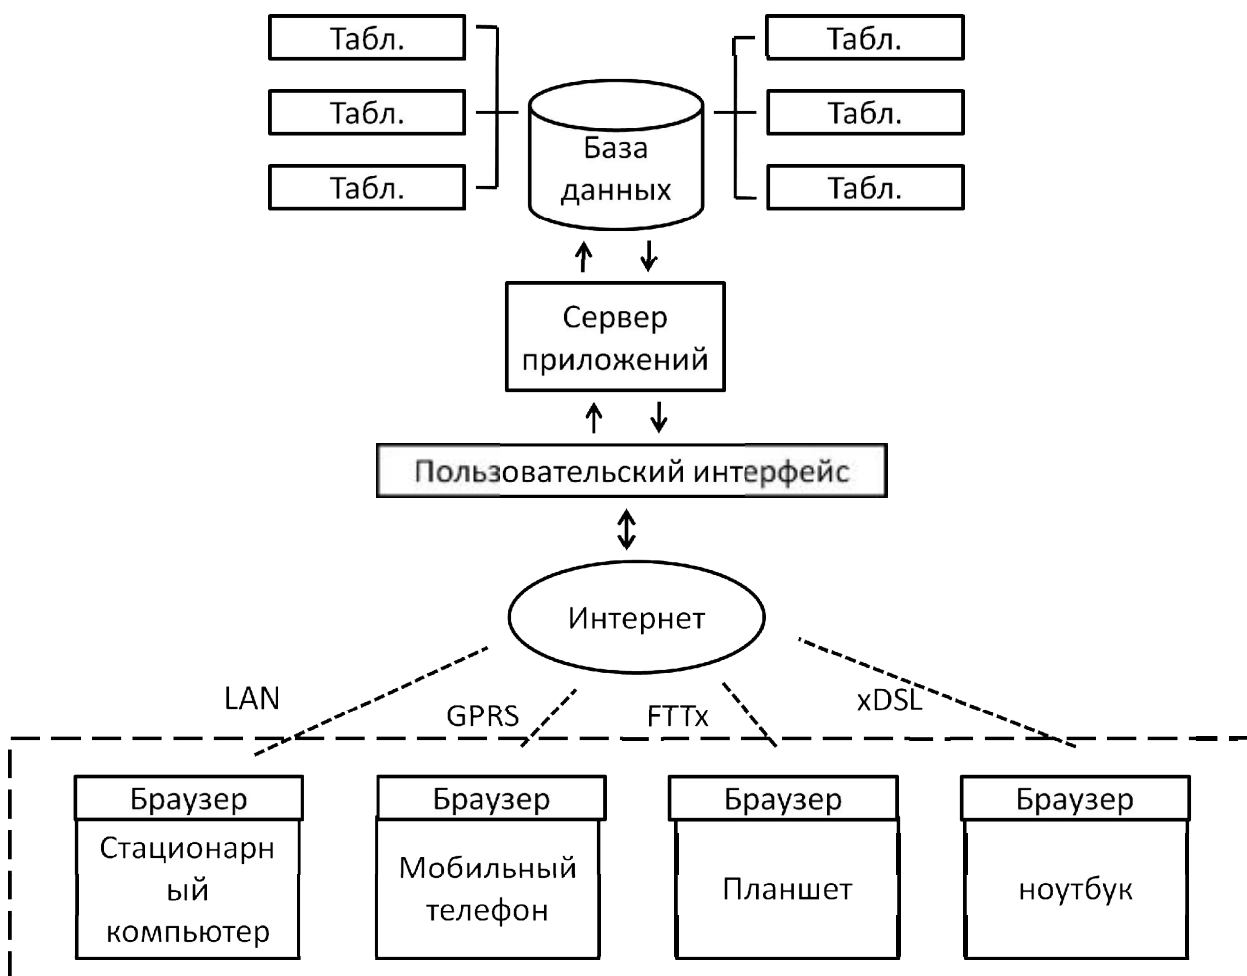 Табл.
Табл.
Табл.
Табл.
Табл.
Табл.
База
данных
Сервер
приложений
Пользовательский интерфейс
Интернет
LAN
GPRS
FTTx
xDSL
Браузер
Стационарн
ый
компьютер
Браузер
Мобильный
телефон
Браузер
Планшет
Браузер
ноутбук